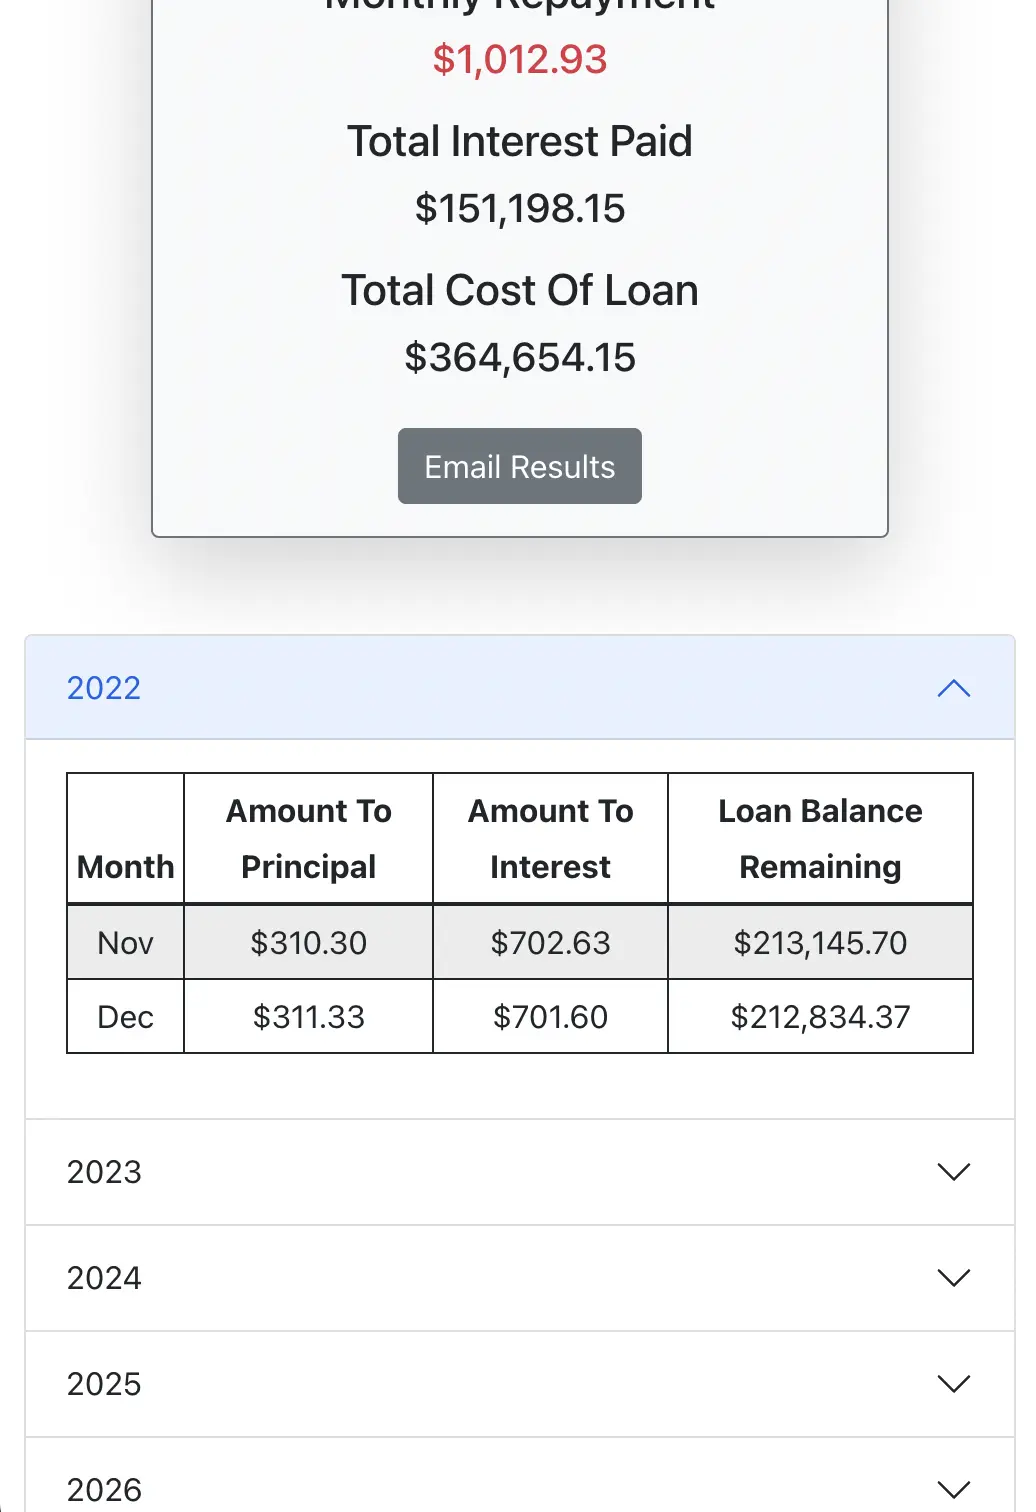 Monthly Repayment
$1,012.93
Total Interest Paid
$151,198.15
Total Cost Of Loan
$364,654.15
Email Results
2022
Month Amount To Principal Amount To Interest Loan Balance Remaining
Nov $310.30 $702.63 $213,145.70
Dec $311.33 $701.60 $212,834.37
2023
2024
2025
2026